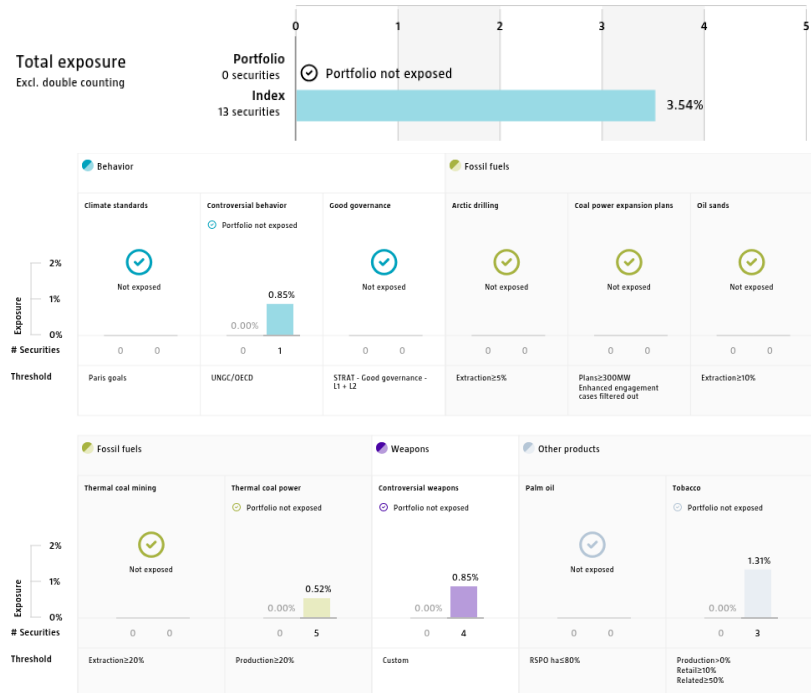 0 1 2 3 4 5
Total exposure
Excl. double counting
Portfolio
0 securities
Portfolio not exposed
Index
13 securities
3.54%
Behavior
Fossil fuels
Climate standards
Controversial behavior
Good governance
Arctic drilling
Coal power expansion plans
Oil sands
Portfolio not exposed
Not exposed
Not exposed
Not exposed
Not exposed
Not exposed
Exposure
2%
1%
0%
0.00%
0.85%
# Securities
0 0
0 1
0 0
0 0
0 0
0 0
Threshold
Paris goals
UNGC/OECD
STRAT - Good governance -
L1 + L2
Extraction≥5%
Plans≥300MW
Enhanced engagement
cases filtered out
Extraction≥10%
Fossil fuels
Weapons
Other products
Thermal coal mining
Thermal coal power
Controversial weapons
Palm oil
Tobacco
Portfolio not exposed
Portfolio not exposed
Portfolio not exposed
Not exposed
Not exposed
Exposure
2%
1%
0%
0.00%
0.52%
0.00%
0.85%
0.00%
1.31%
# Securities
0 0
0 5
0 4
0 0
0 3
Threshold
Extraction≥20%
Production≥20%
Custom
RSPO ha≤80%
Production>0%
Retail≥10%
Related≥50%